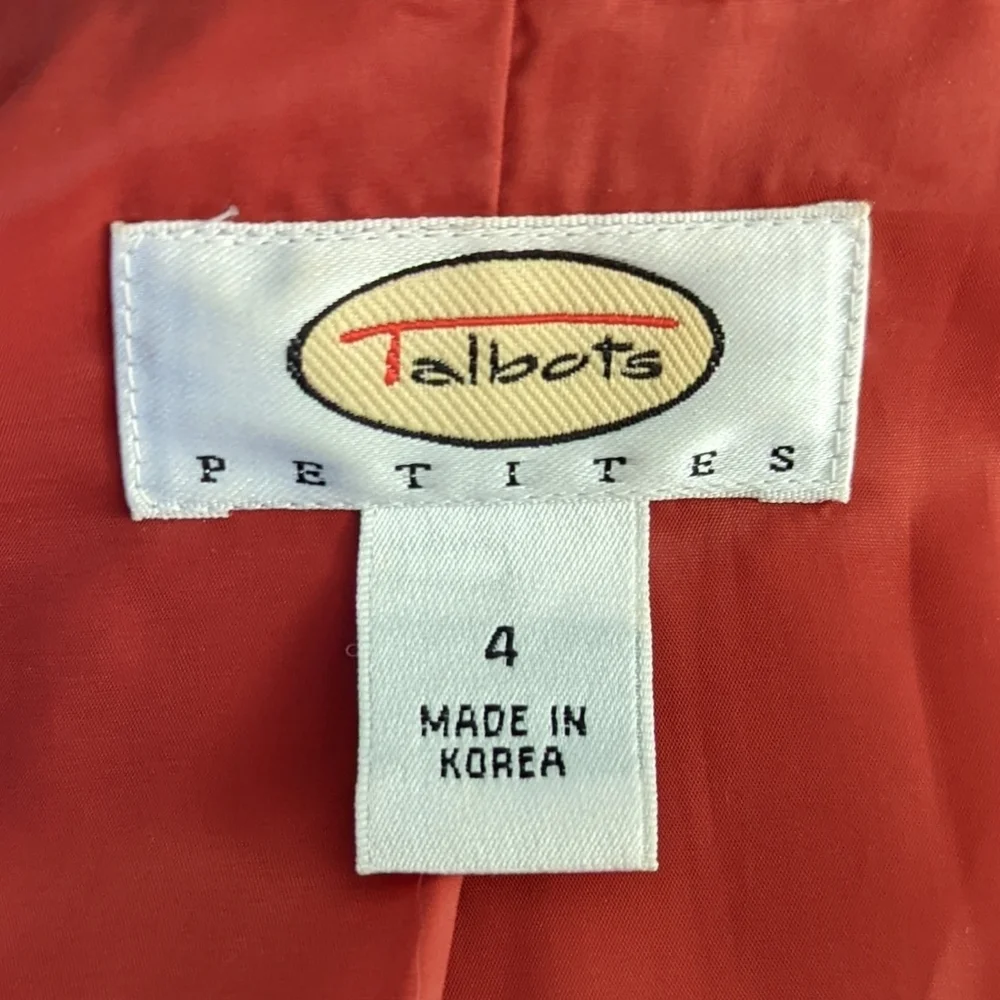 Talbots
PETITES
4
MADE IN
KOREA